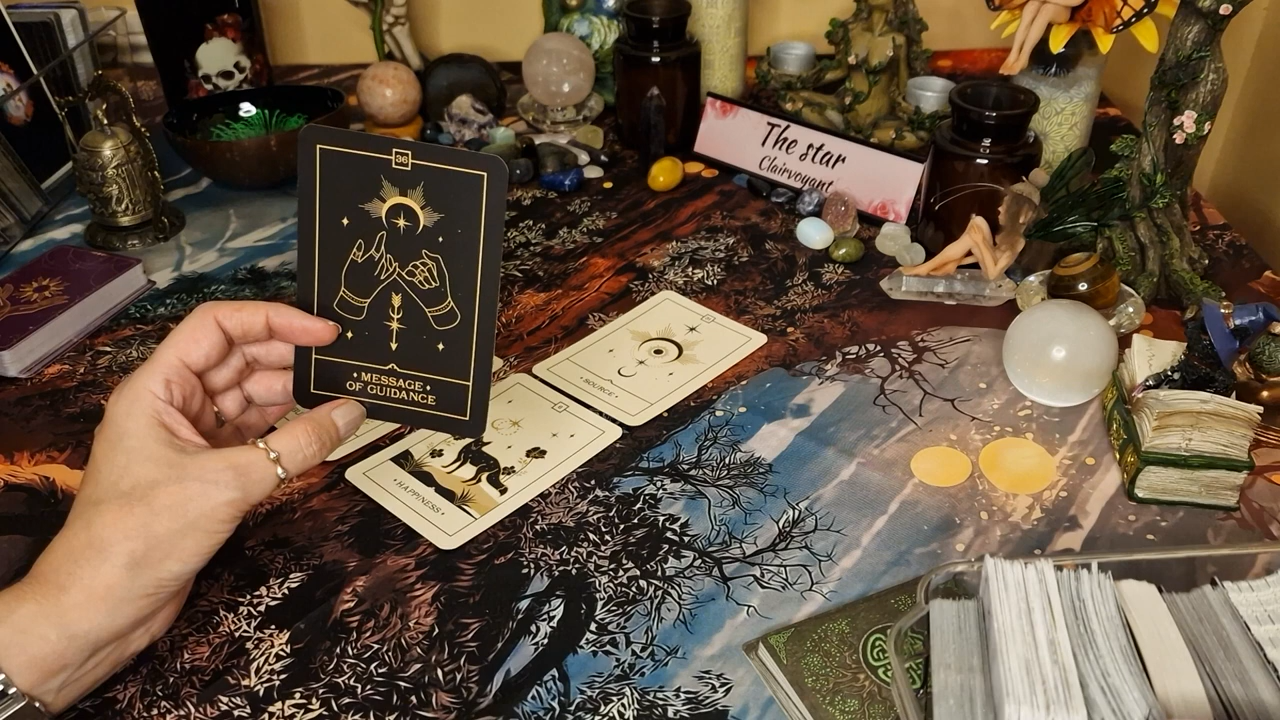 36
MESSAGE
OF GUIDANCE
The star
Clairvoyant
SOURCE
HAPPINESS